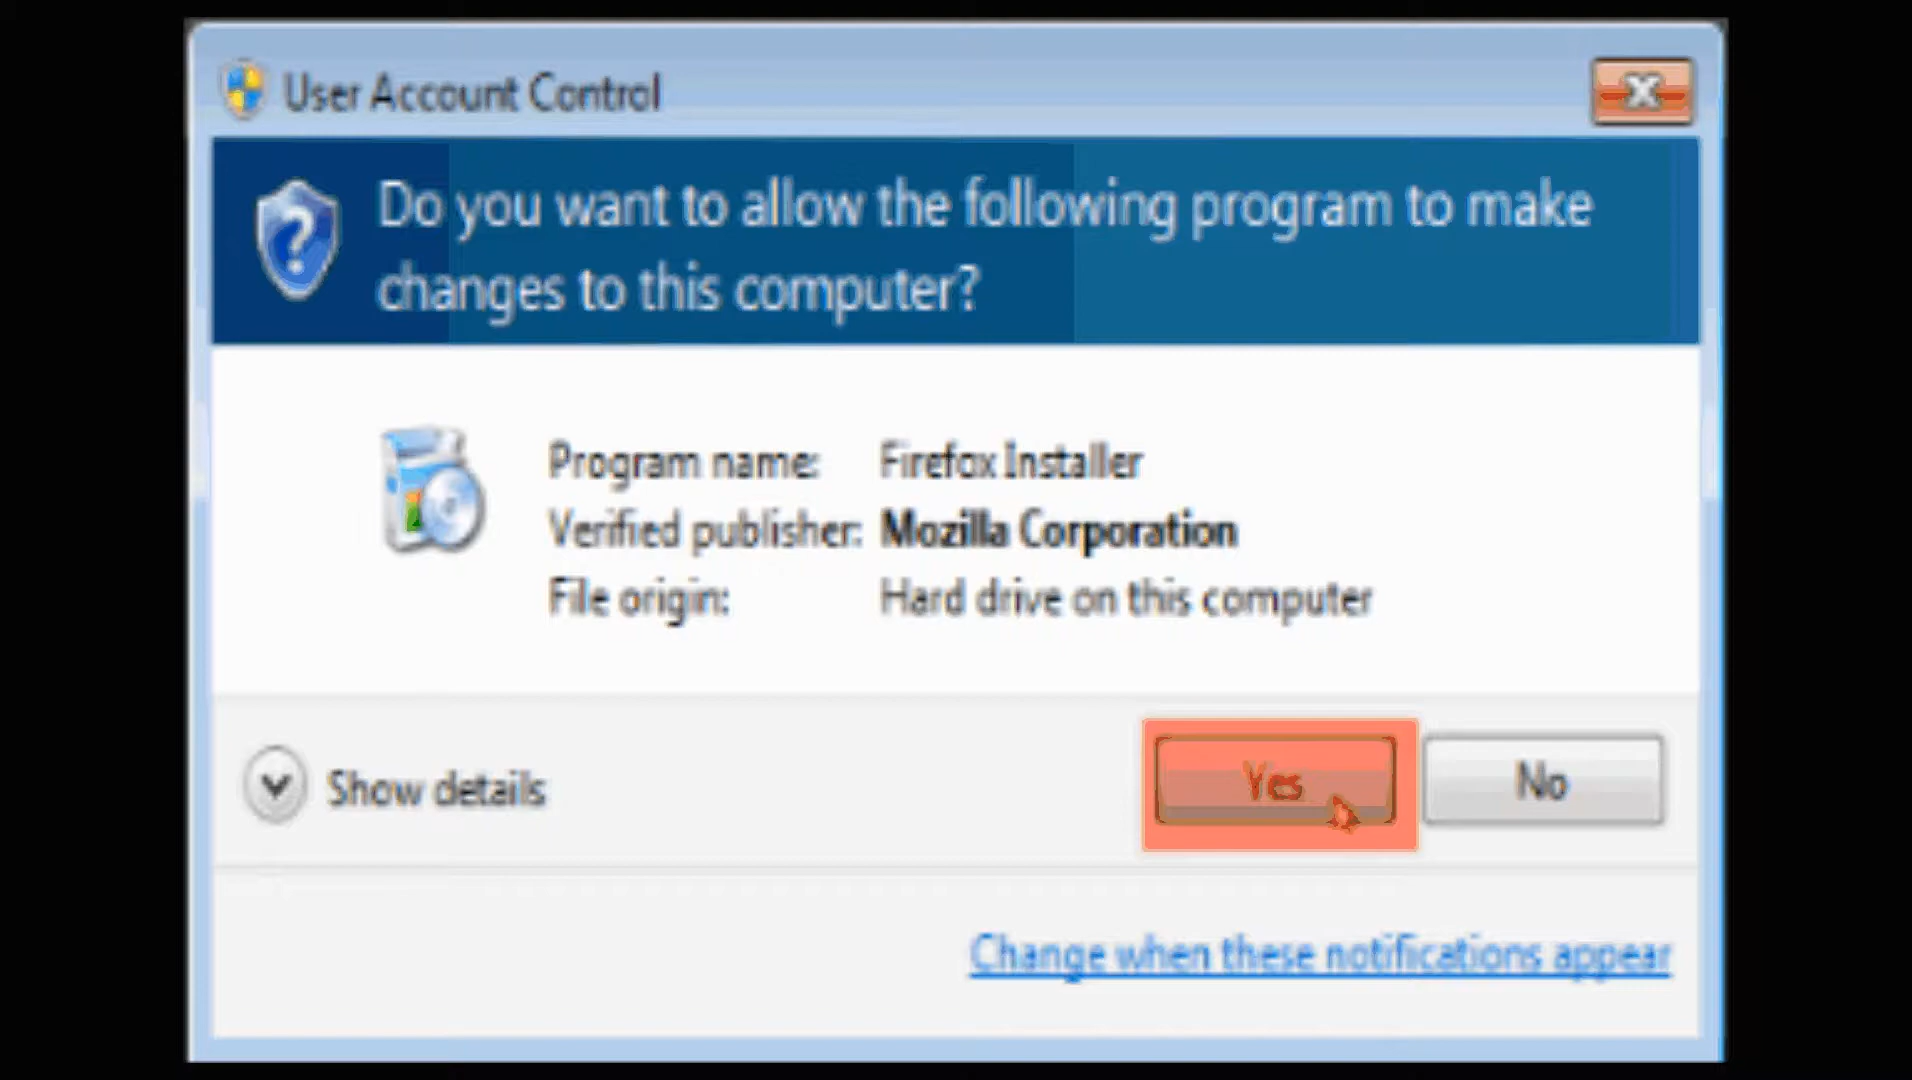 User Account Control
Do you want to allow the following program to make
changes to this computer?
Program name: Firefox Installer
Verified publisher: Mozilla Corporation
File origin: Hard drive on this computer
Show details
Yes
No
Change when these notifications appear